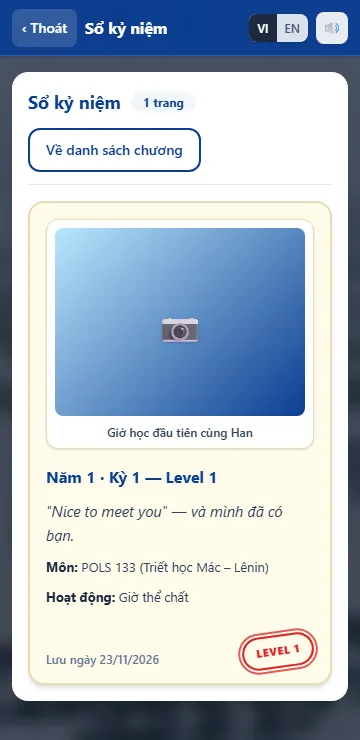 ‹ Thoát
Sổ kỷ niệm
VI
EN
Sổ kỷ niệm
1 trang
Về danh sách chương
Giờ học đầu tiên cùng Han
Năm 1 · Kỳ 1 — Level 1
"Nice to meet you" — và mình đã có
bạn.
Môn: POLS 133 (Triết học Mác – Lênin)
Hoạt động: Giờ thể chất
Lưu ngày 23/11/2026
LEVEL 1